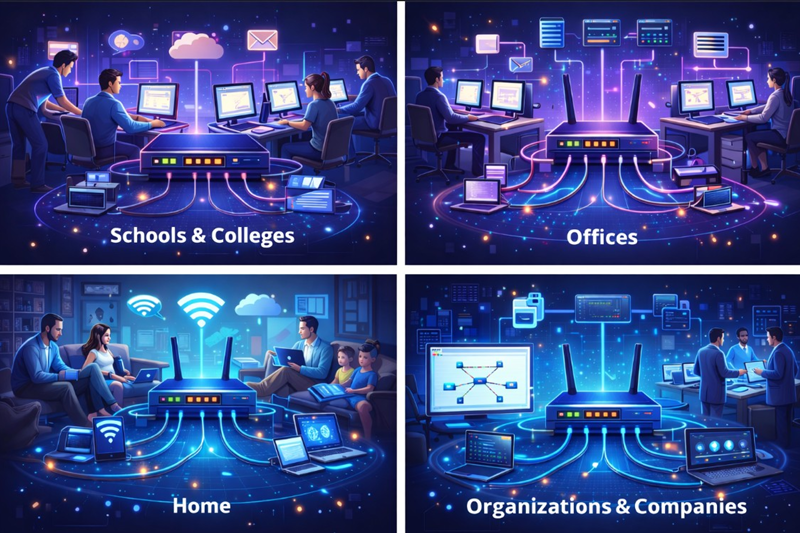 Schools & Colleges
Offices
Home
Organizations & Companies